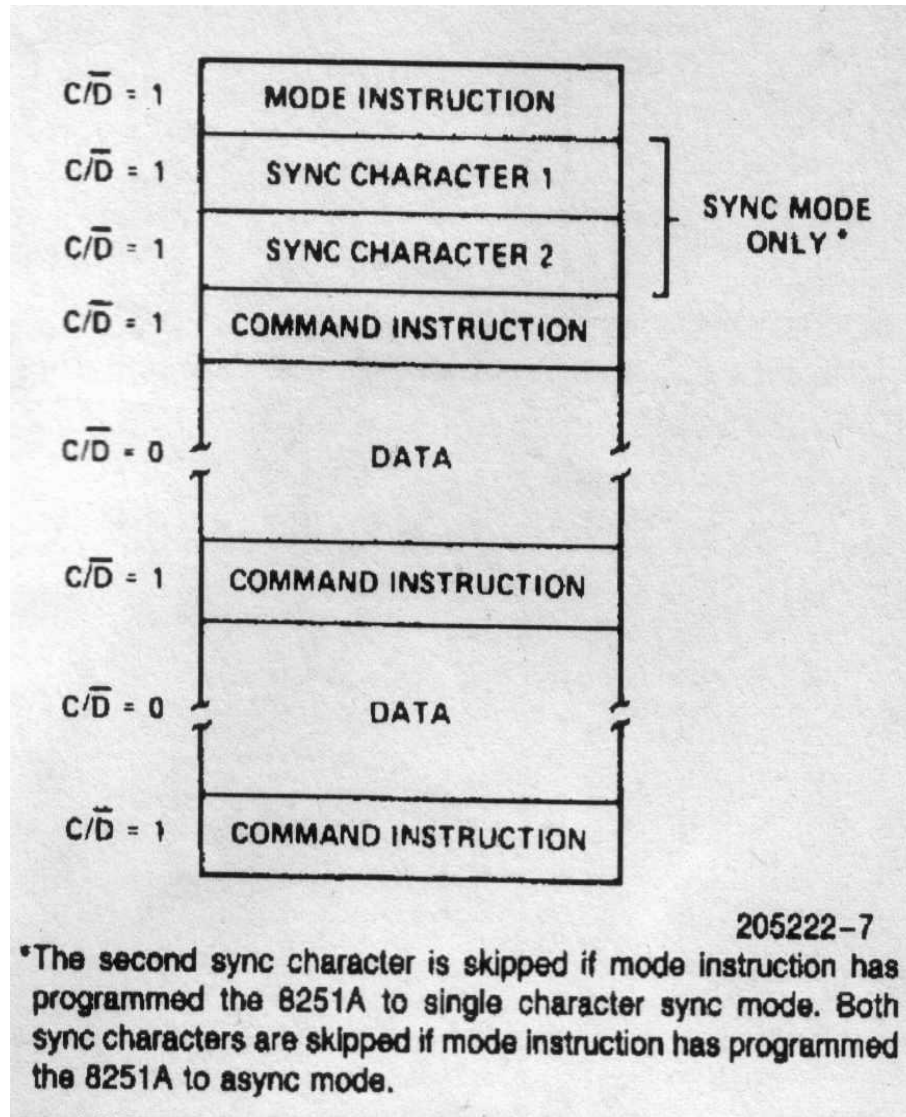 C/D̅ = 1 MODE INSTRUCTION
C/D̅ = 1 SYNC CHARACTER 1
SYNC MODE
C/D̅ = 1 SYNC CHARACTER 2
ONLY*
C/D̅ = 1 COMMAND INSTRUCTION
C/D̅ = 0 DATA
C/D̅ = 1 COMMAND INSTRUCTION
C/D̅ = 0 DATA
C/D̅ = 1 COMMAND INSTRUCTION
205222-7
*The second sync character is skipped if mode instruction has
programmed the 8251A to single character sync mode. Both
sync characters are skipped if mode instruction has programmed
the 8251A to async mode.